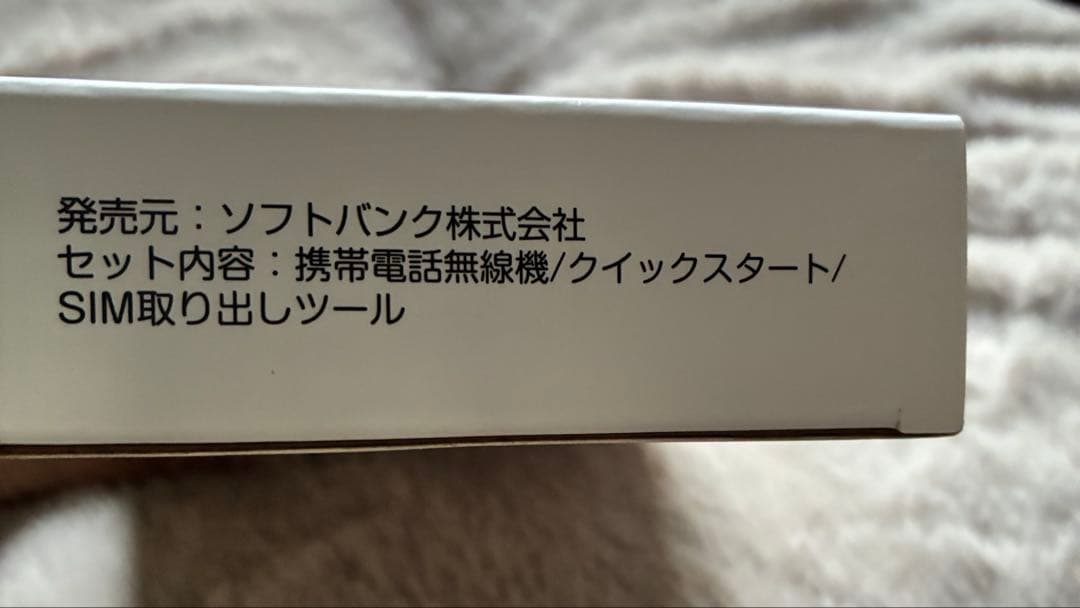 発売元：ソフトバンク株式会社
セット内容：携帯電話無線機/クイックスタート/
SIM取り出しツール